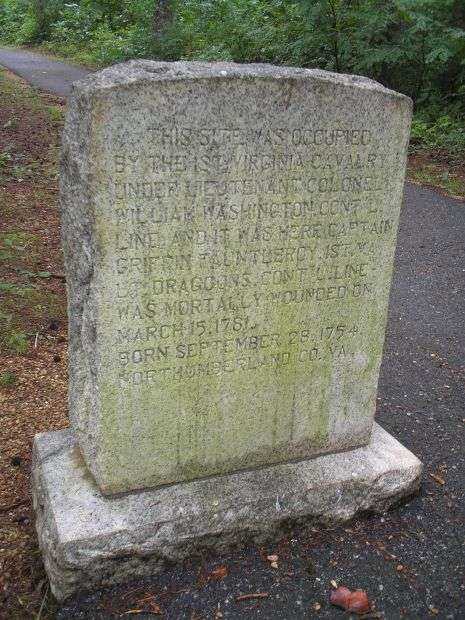 THIS SITE WAS OCCUPIED
BY THE 1ST. VIRGINIA CAVALRY
UNDER LIEUTENANT COLONEL
WILLIAM WASHINGTON, CONT'L
LINE, AND IT WAS HERE CAPTAIN
GRIFFIN FAUNTLEROY, 1ST. VA.
LT. DRAGOONS, CONT'L LINE
WAS MORTALLY WOUNDED ON
MARCH 15, 1781.
BORN SEPTEMBER 28, 1754,
NORTHUMBERLAND CO. VA.